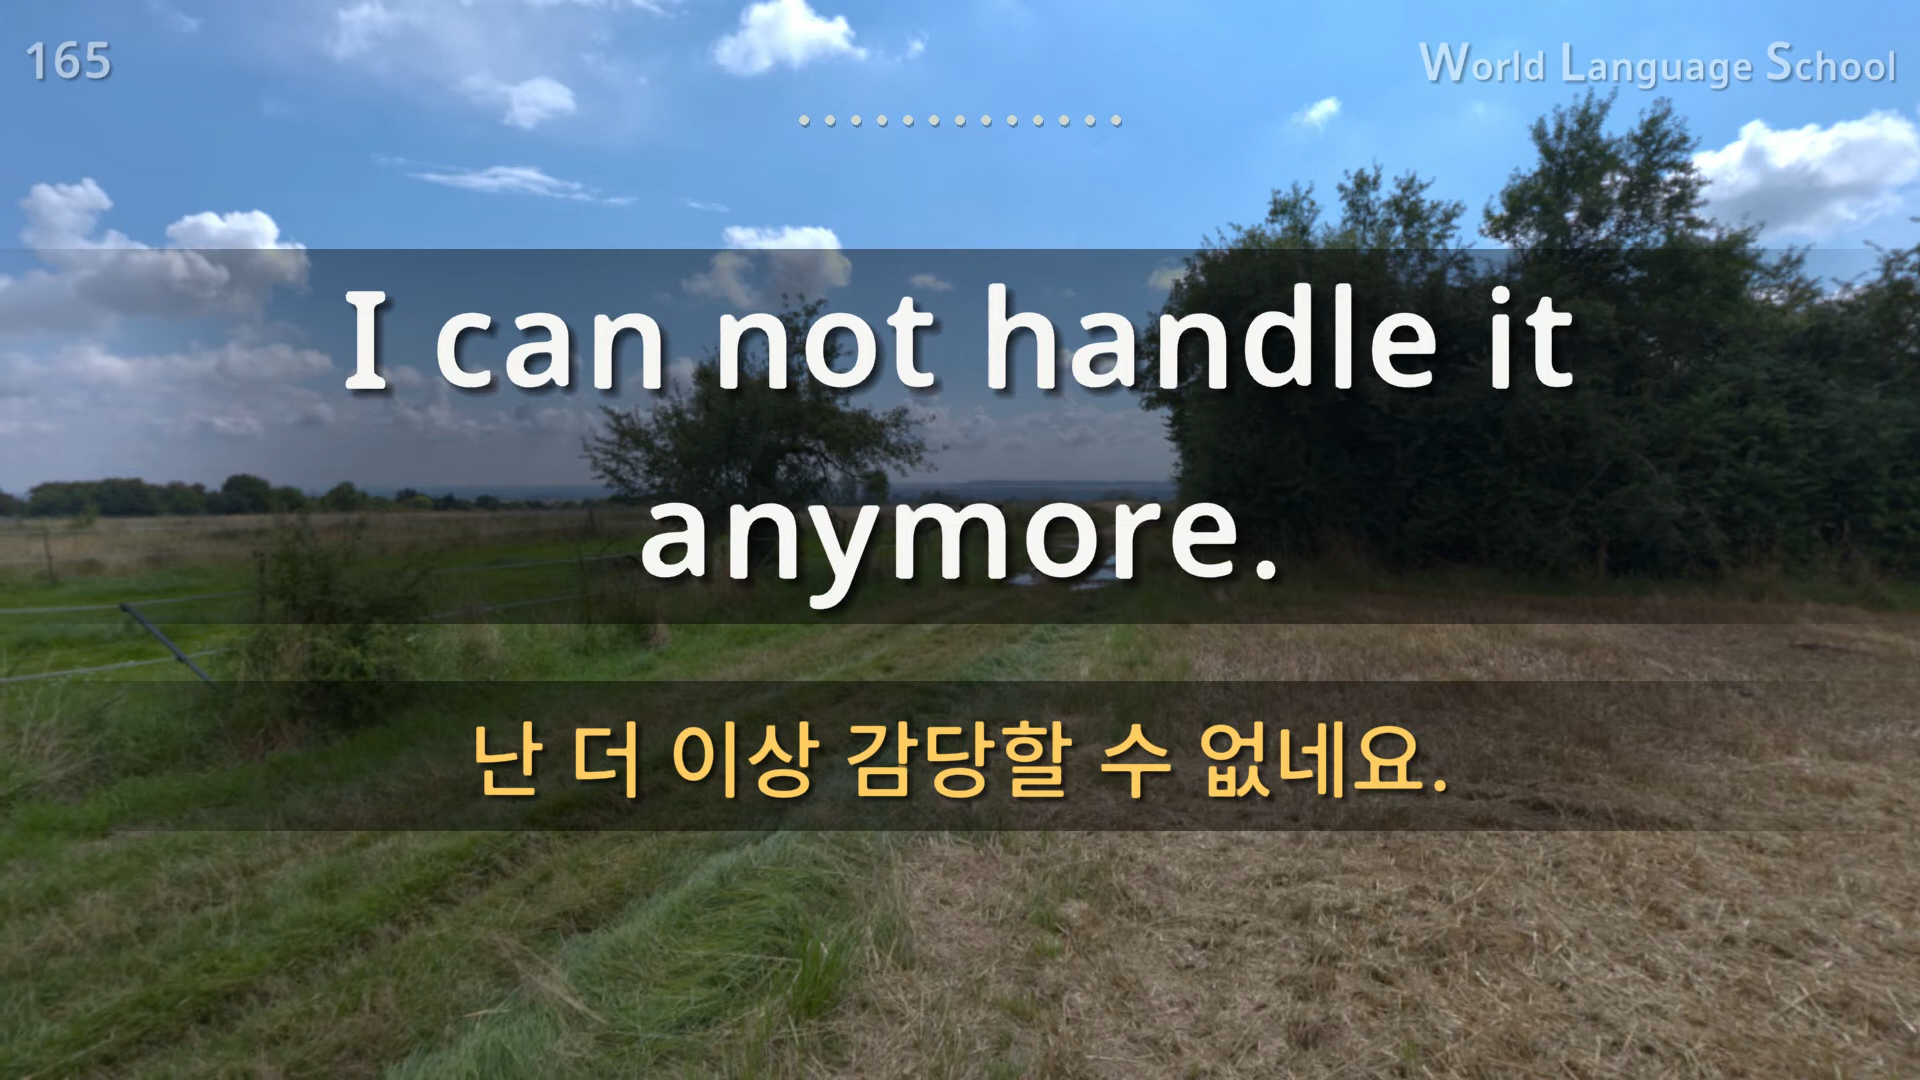 165
World Language School
.............
I can not handle it
anymore.
난 더 이상 감당할 수 없네요.